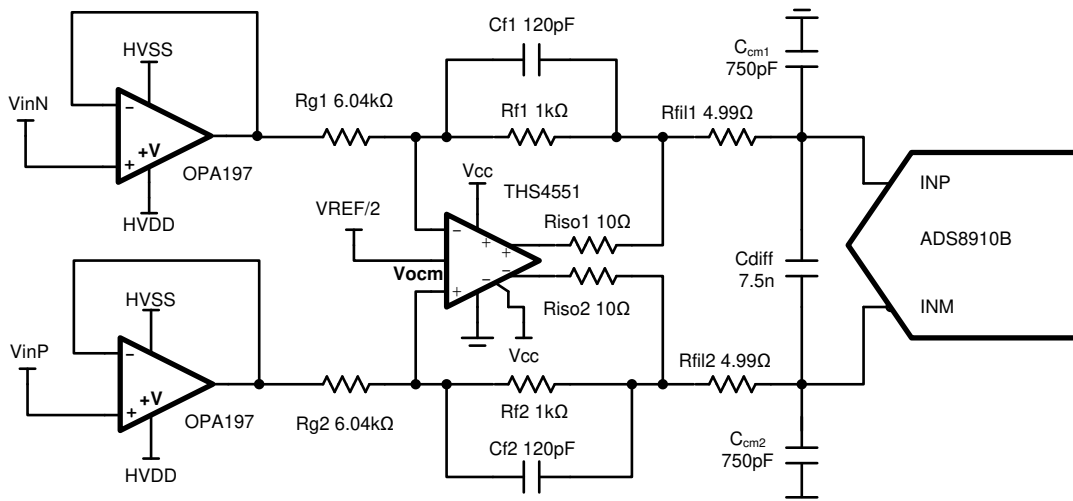 Cf1 120pF
HVSS
VinN
−
+V
+
OPA197
HVDD
Rg1 6.04kΩ
Rf1 1kΩ
Rfil1 4.99Ω
Ccm1
750pF
Vcc
THS4551
VREF/2
Vocm
−
+
+
+
−
−
Riso1 10Ω
Riso2 10Ω
Vcc
INP
ADS8910B
INM
Cdiff
7.5n
HVSS
VinP
−
+V
+
OPA197
HVDD
Rg2 6.04kΩ
Rf2 1kΩ
Cf2 120pF
Rfil2 4.99Ω
Ccm2
750pF